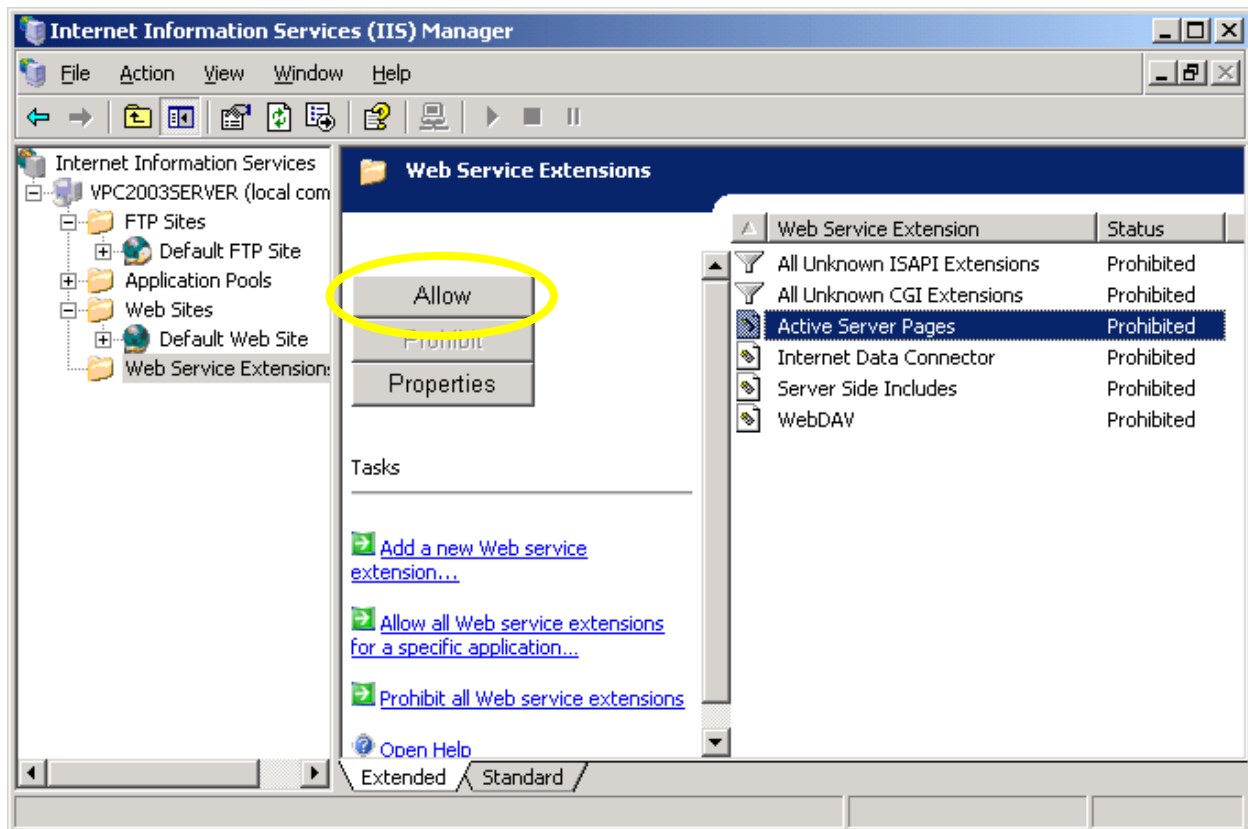 Internet Information Services (IIS) Manager
File Action View Window Help
Internet Information Services
VPC2003SERVER (local com
FTP Sites
Default FTP Site
Application Pools
Web Sites
Default Web Site
Web Service Extension
Web Service Extensions
Allow
Prohibit
Properties
Tasks
Add a new Web service
extension...
Allow all Web service extensions
for a specific application...
Prohibit all Web service extensions
Open Help
Web Service Extension Status
All Unknown ISAPI Extensions Prohibited
All Unknown CGI Extensions Prohibited
Active Server Pages Prohibited
Internet Data Connector Prohibited
Server Side Includes Prohibited
WebDAV Prohibited
Extended Standard